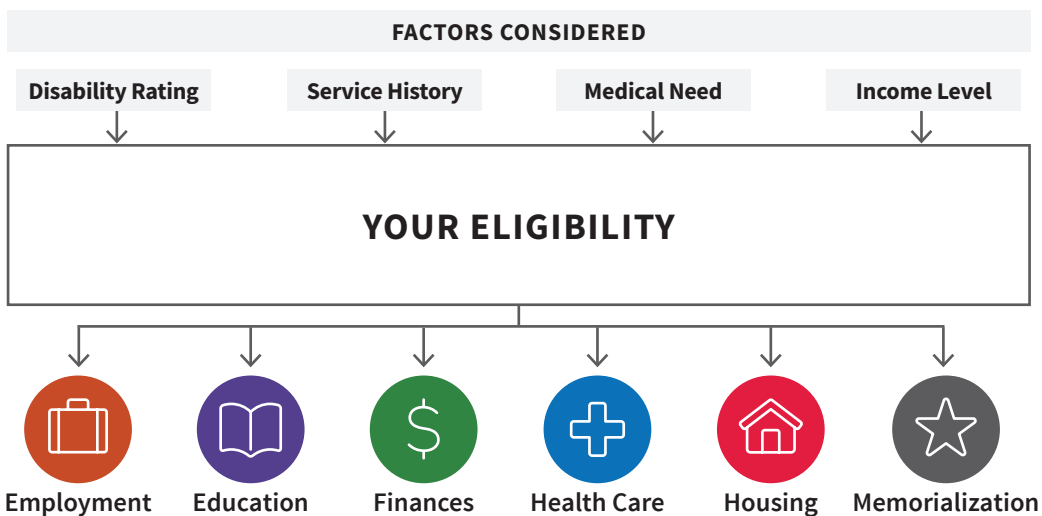 FACTORS CONSIDERED
Disability Rating
Service History
Medical Need
Income Level
YOUR ELIGIBILITY
$
Employment
Education
Finances
Health Care
Housing
Memorialization